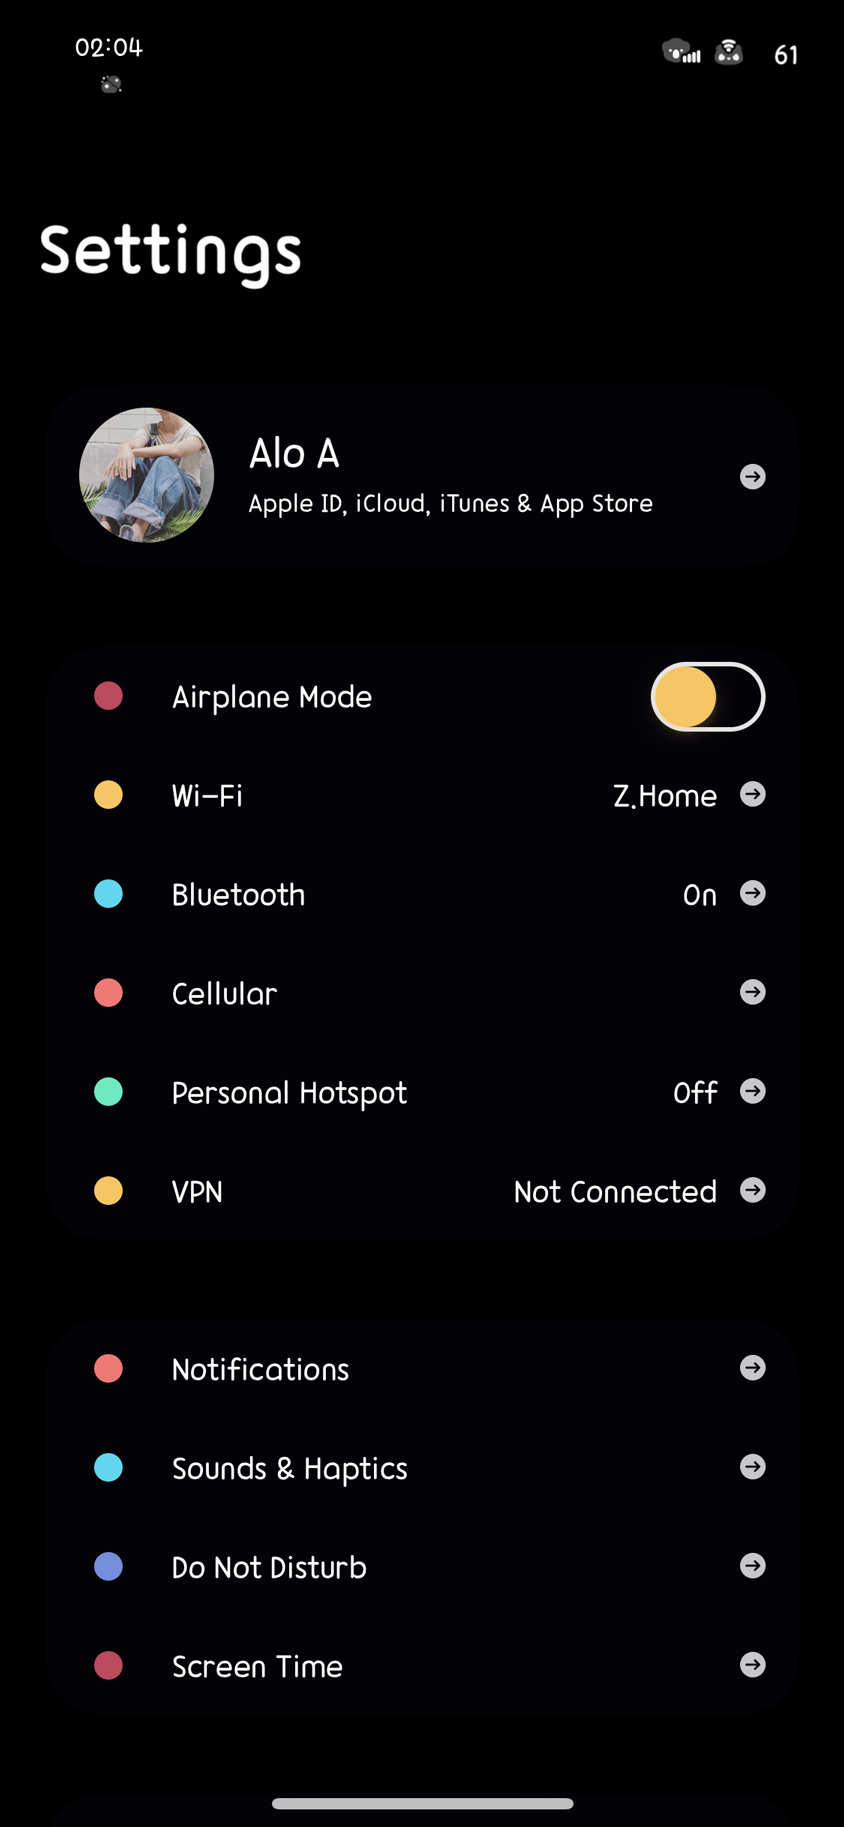 02:04
61
Settings
Alo A
Apple ID, iCloud, iTunes & App Store
Airplane Mode
Wi-Fi Z.Home
Bluetooth On
Cellular
Personal Hotspot Off
VPN Not Connected
Notifications
Sounds & Haptics
Do Not Disturb
Screen Time